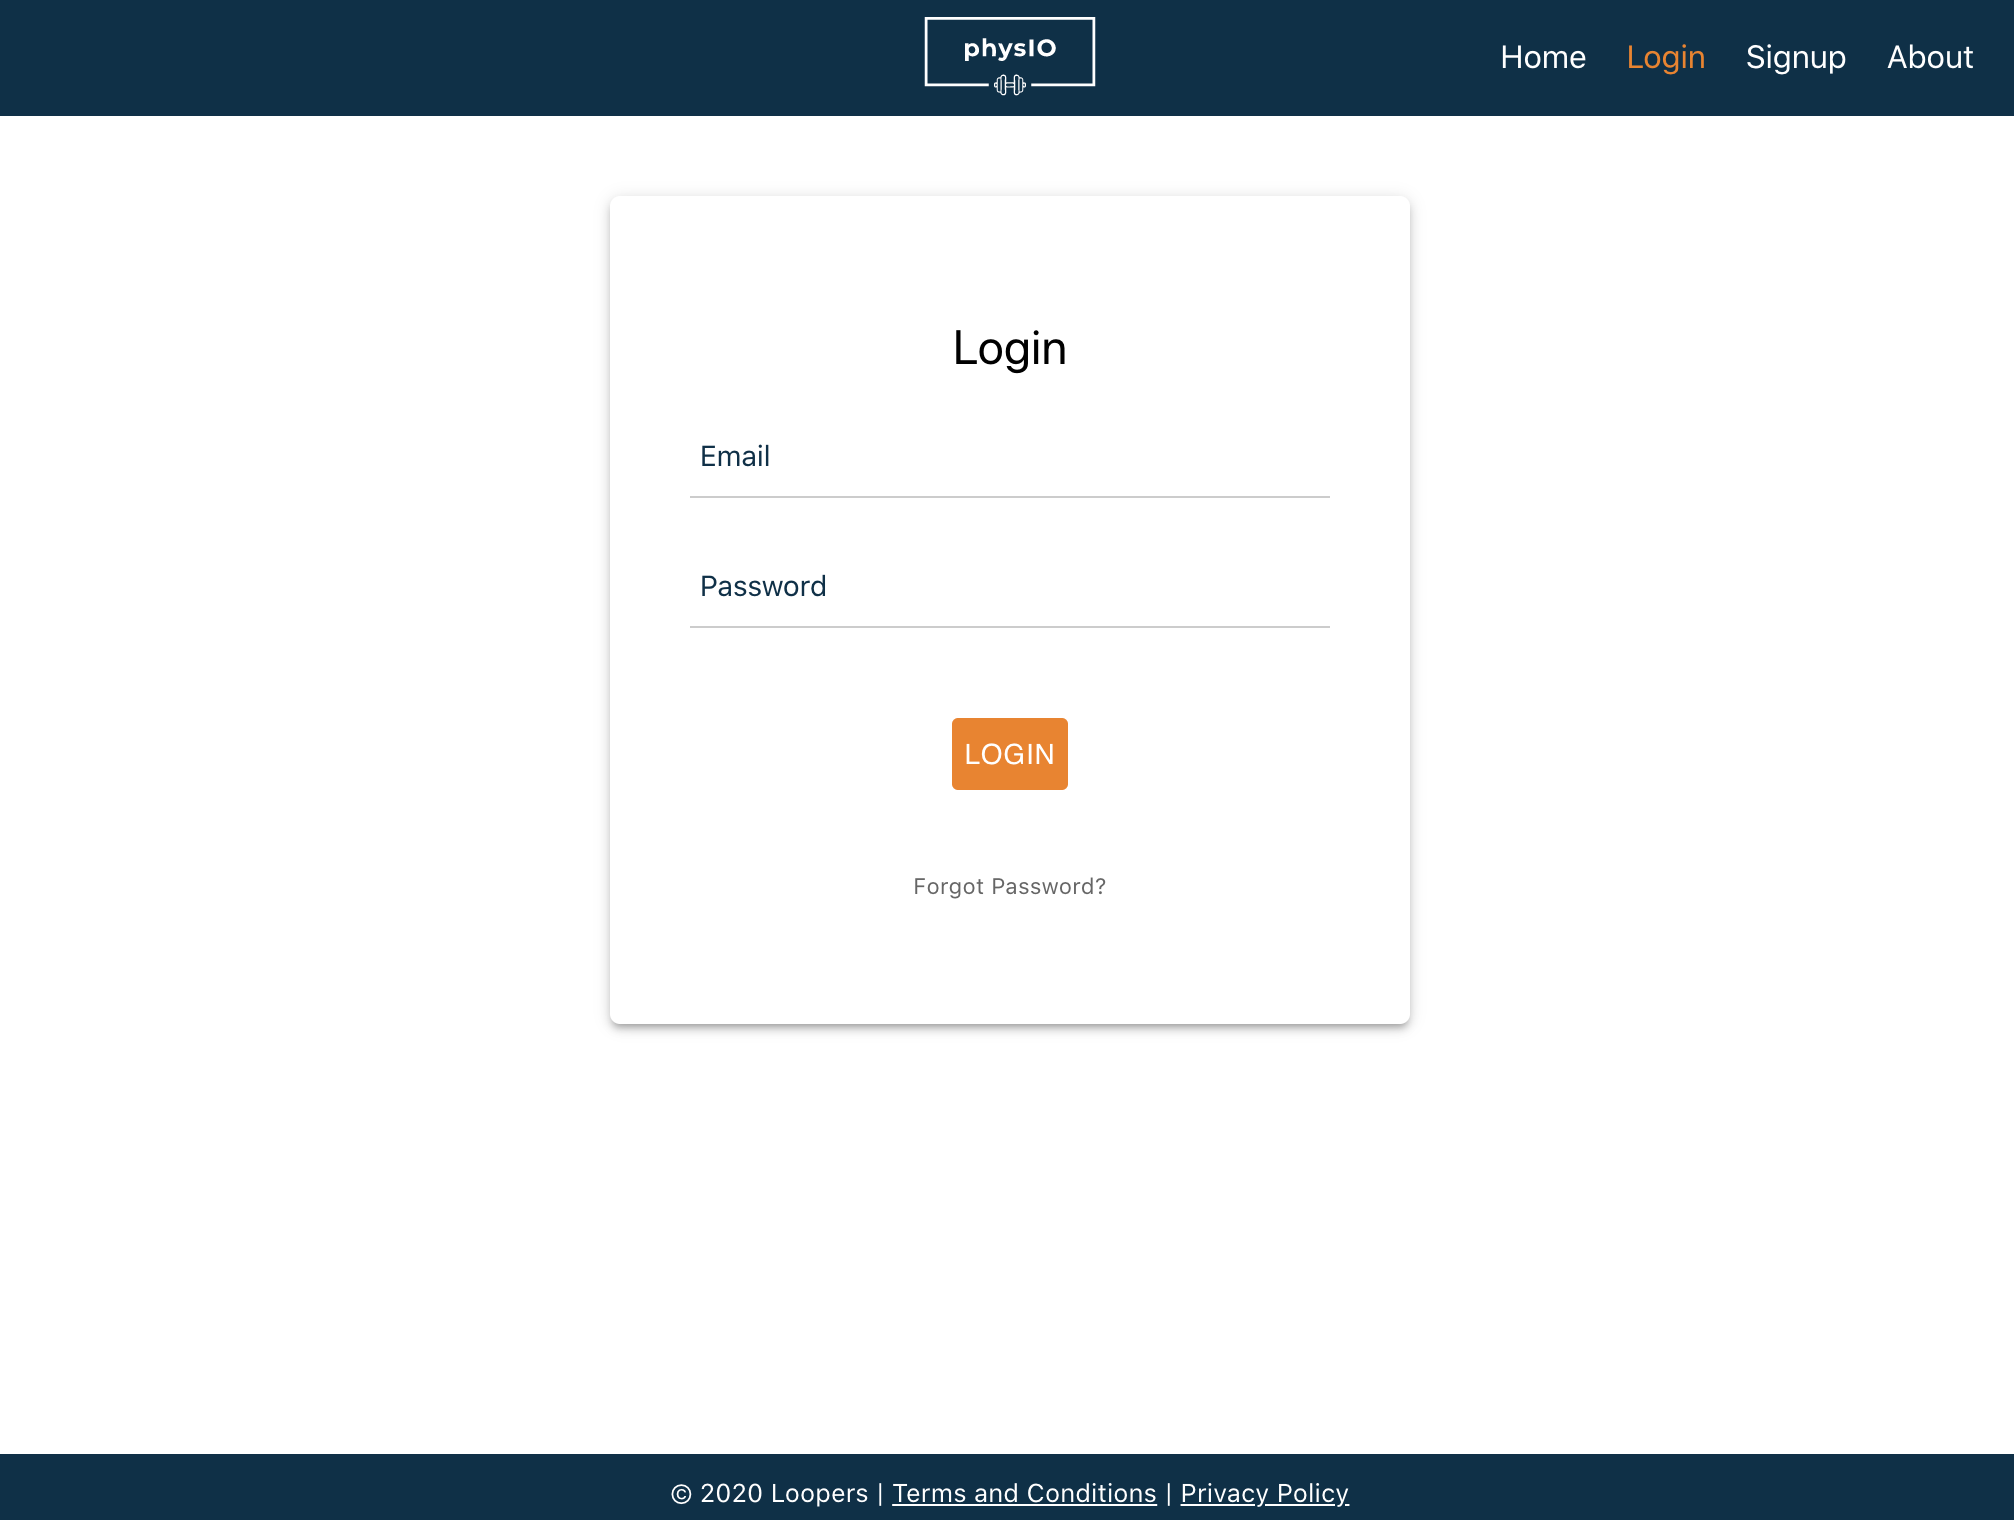 physIO
Home Login Signup About
Login
Email
Password
LOGIN
Forgot Password?
© 2020 Loopers | Terms and Conditions | Privacy Policy